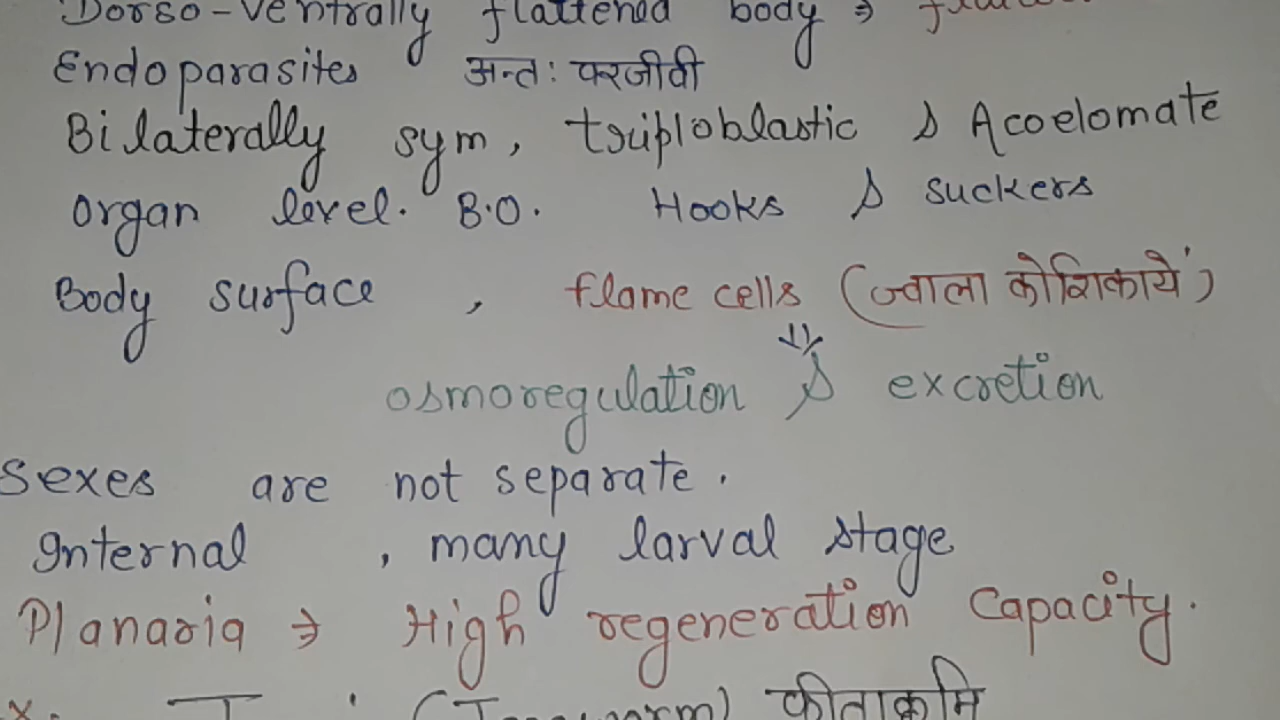 Dorso-Ventrally flattened body ⇒
Endoparasites अन्तः परजीवी
Bilaterally sym, triploblastic & Acoelomate
Organ level. B.O. Hooks & suckers
Body surface , flame cells (ज्वाला कोशिकायें)
osmoregulation & excretion
Sexes are not separate.
Internal , many larval stage
Planaria ⇒ High regeneration Capacity.
(Tapeworm) फीताकृमि